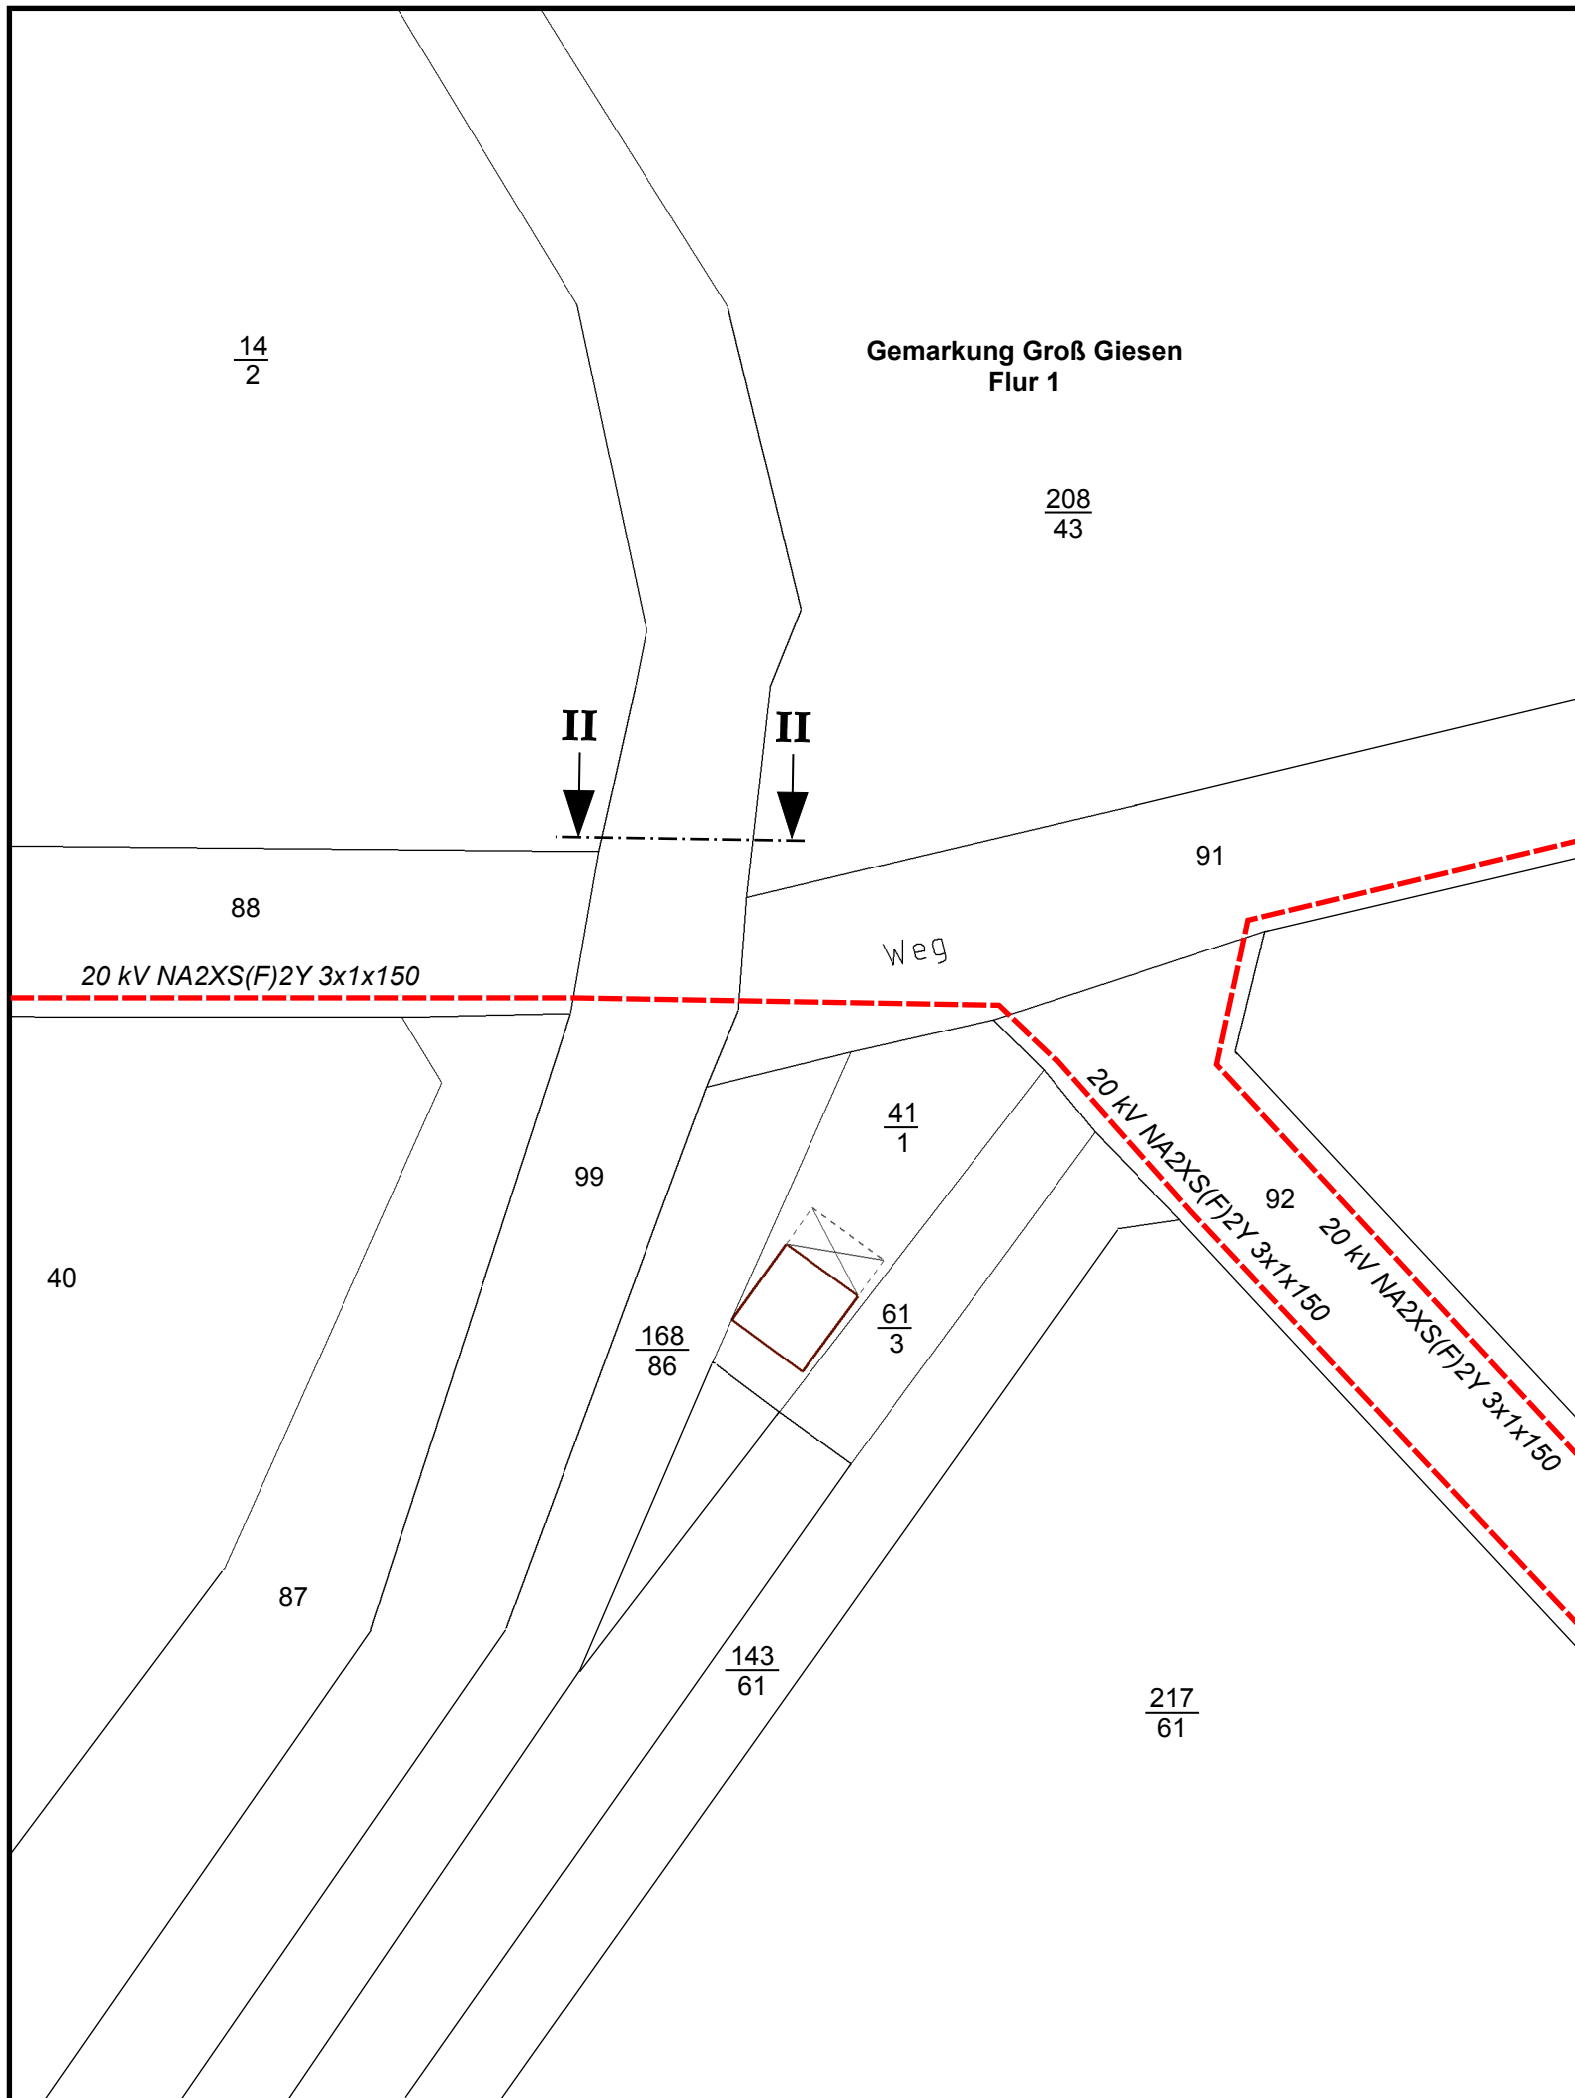 14
2
Gemarkung Groß Giesen
Flur 1
208
43
II
II
91
88
Weg
20 kV NA2XS(F)2Y 3x1x150
41
1
20 kV NA2XS(F)2Y 3x1x150
99
92
20 kV NA2XS(F)2Y 3x1x150
40
61
3
168
86
87
143
61
217
61